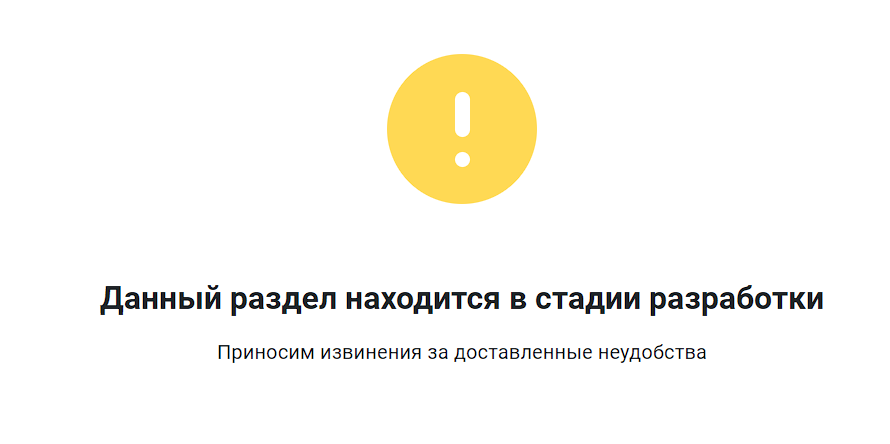 Данный раздел находится в стадии разработки
Приносим извинения за доставленные неудобства